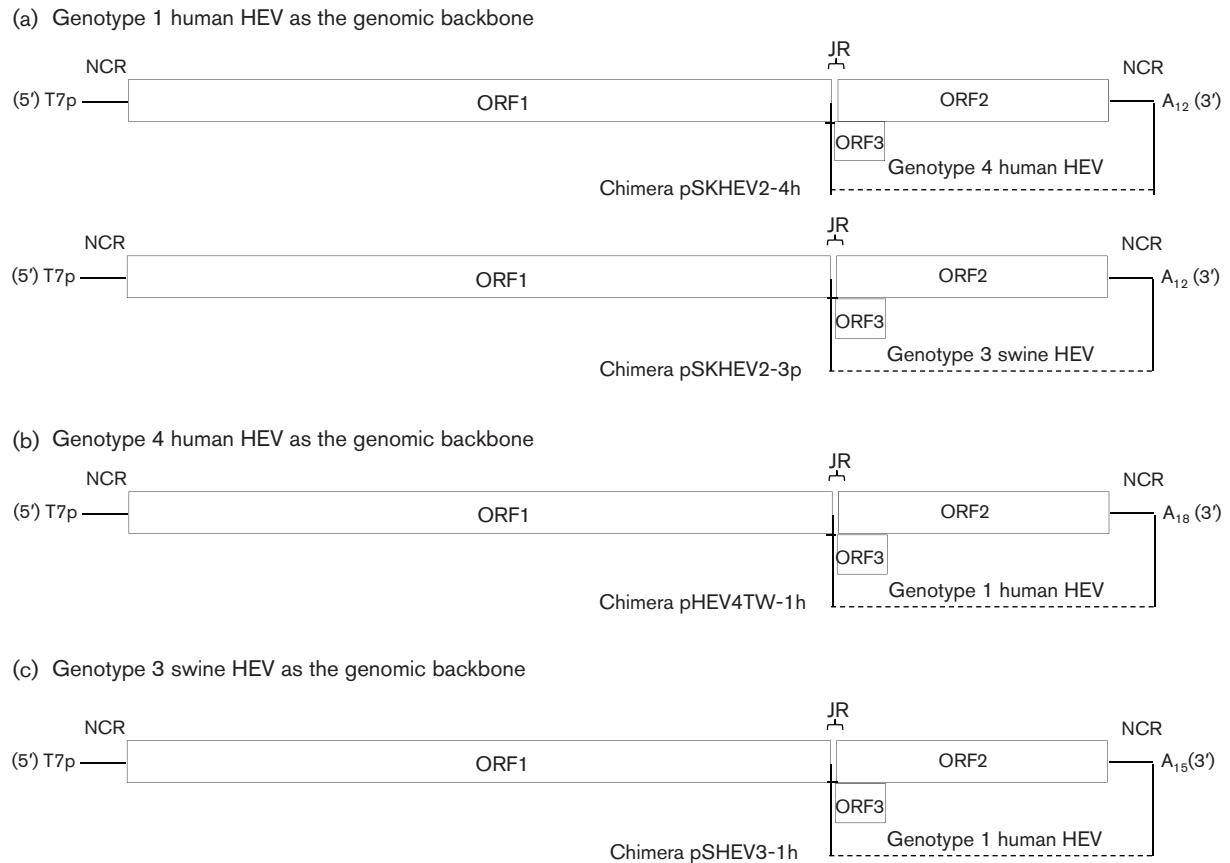 (a) Genotype 1 human HEV as the genomic backbone
JR
NCR NCR
(5′) T7p ORF1 ORF2 A12 (3′)
ORF3
Genotype 4 human HEV
Chimera pSKHEV2-4h
JR
NCR NCR
(5′) T7p ORF1 ORF2 A12 (3′)
ORF3
Genotype 3 swine HEV
Chimera pSKHEV2-3p
(b) Genotype 4 human HEV as the genomic backbone
JR
NCR NCR
(5′) T7p ORF1 ORF2 A18 (3′)
ORF3
Genotype 1 human HEV
Chimera pHEV4TW-1h
(c) Genotype 3 swine HEV as the genomic backbone
JR
NCR NCR
(5′) T7p ORF1 ORF2 A15(3′)
ORF3
Genotype 1 human HEV
Chimera pSHEV3-1h